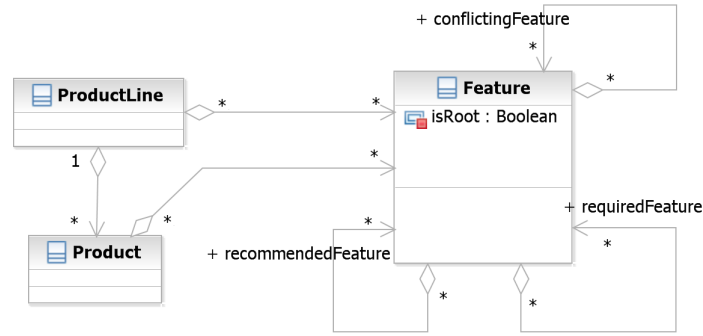 + conflictingFeature
*
*
ProductLine
Feature
*
*
isRoot : Boolean
1
*
*
*
*
+ requiredFeature
*
*
Product
+ recommendedFeature
*
*